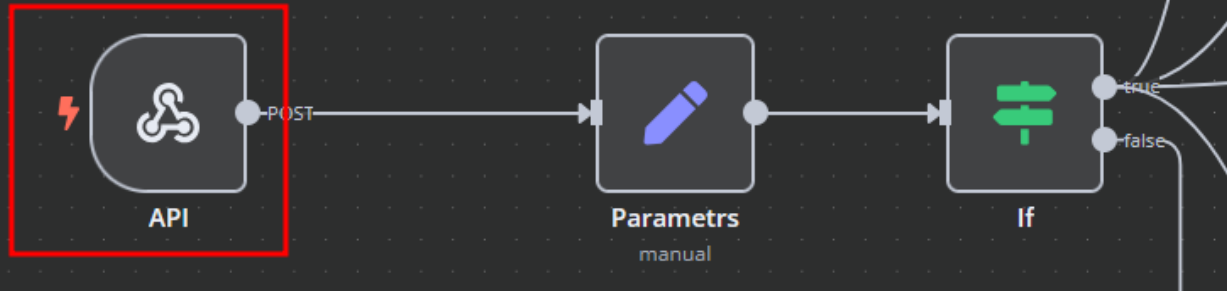 POST
true
false
API
Parametrs
If
manual